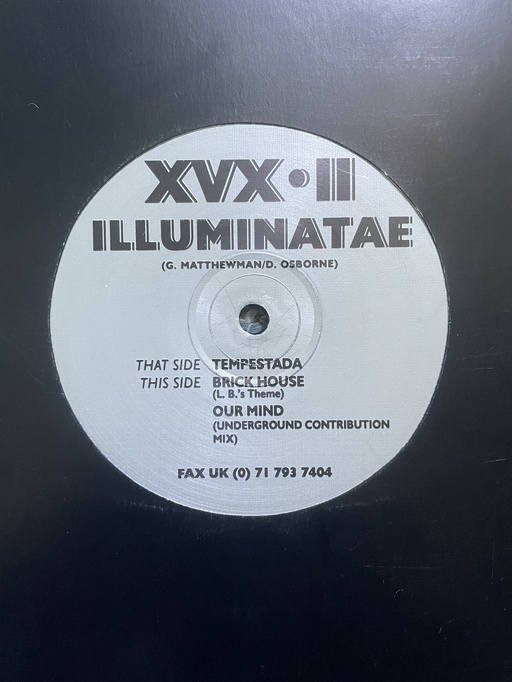 XVX • II
ILLUMINATAE
(G. MATTHEWMAN/D. OSBORNE)
THAT SIDE TEMPESTADA
THIS SIDE BRICK HOUSE
(L. B.'s Theme)
OUR MIND
(UNDERGROUND CONTRIBUTION
MIX)
FAX UK (0) 71 793 7404